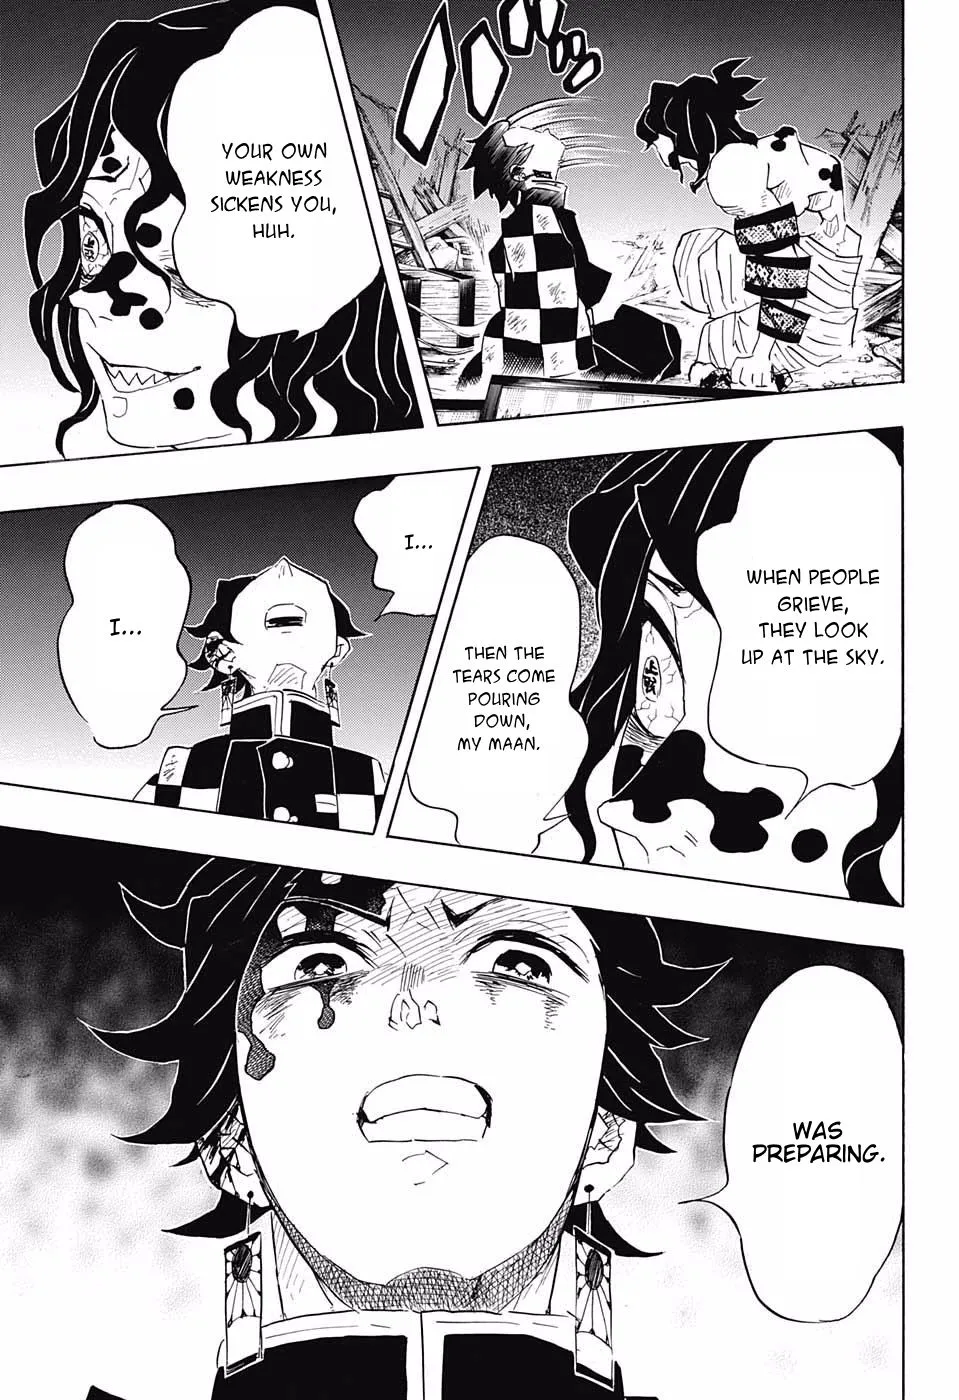 YOUR OWN
WEAKNESS
SICKENS YOU,
HUH.
WHEN PEOPLE
GRIEVE,
THEY LOOK
UP AT THE SKY.
THEN THE
TEARS COME
POURING
DOWN,
MY MAAN.
I...
I...
WAS
PREPARING.